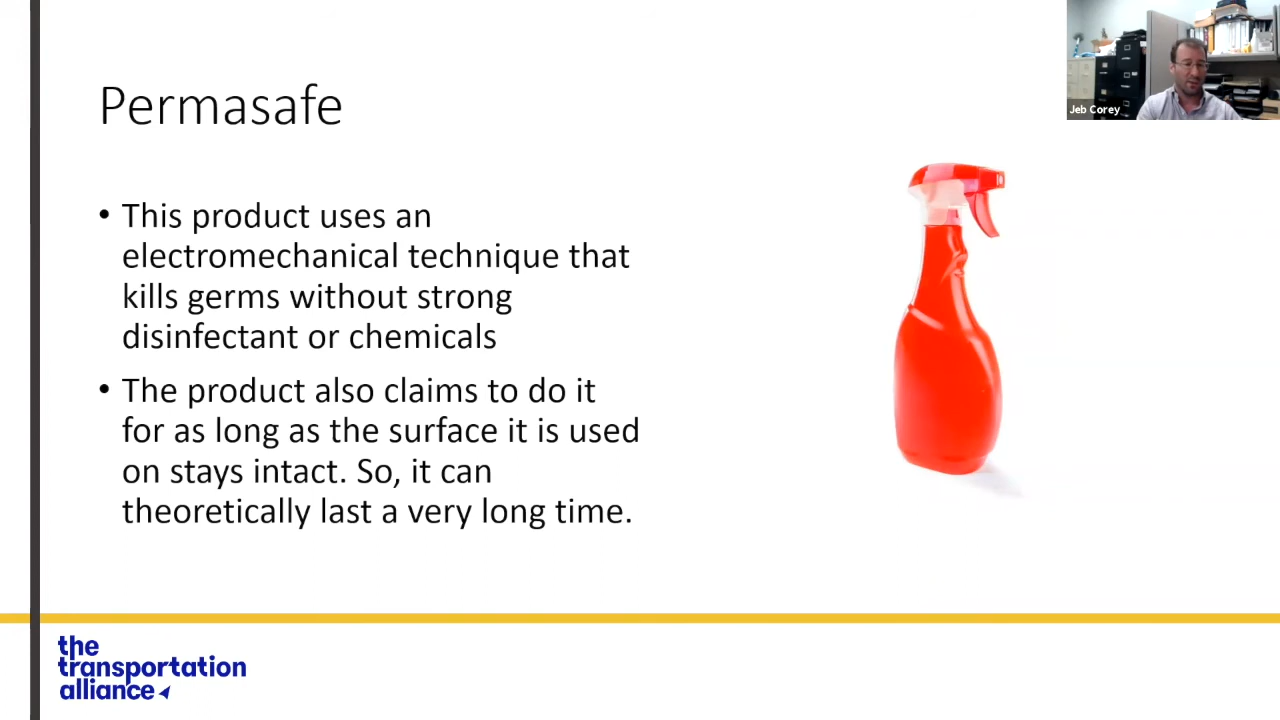 Jeb Corey
Permasafe
• This product uses an
electromechanical technique that
kills germs without strong
disinfectant or chemicals
• The product also claims to do it
for as long as the surface it is used
on stays intact. So, it can
theoretically last a very long time.
the
transportation
alliance